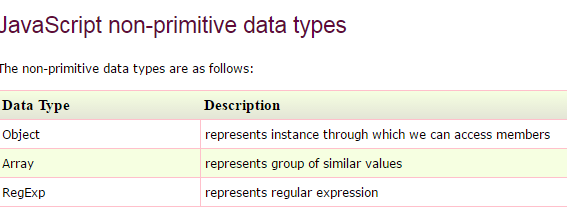 JavaScript non-primitive data types
The non-primitive data types are as follows:
Data Type Description
Object represents instance through which we can access members
Array represents group of similar values
RegExp represents regular expression